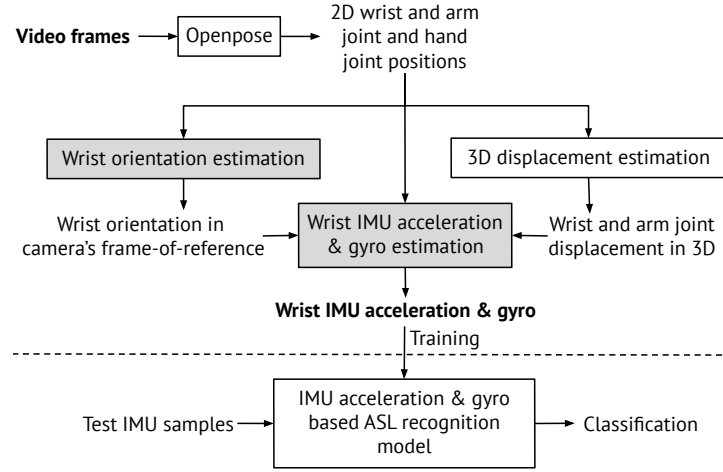 Video frames
Openpose
2D wrist and arm
joint and hand
joint positions
Wrist orientation estimation
3D displacement estimation
Wrist orientation in
camera's frame-of-reference
Wrist IMU acceleration
& gyro estimation
Wrist and arm joint
displacement in 3D
Wrist IMU acceleration & gyro
Training
Test IMU samples
IMU acceleration & gyro
based ASL recognition
model
Classification